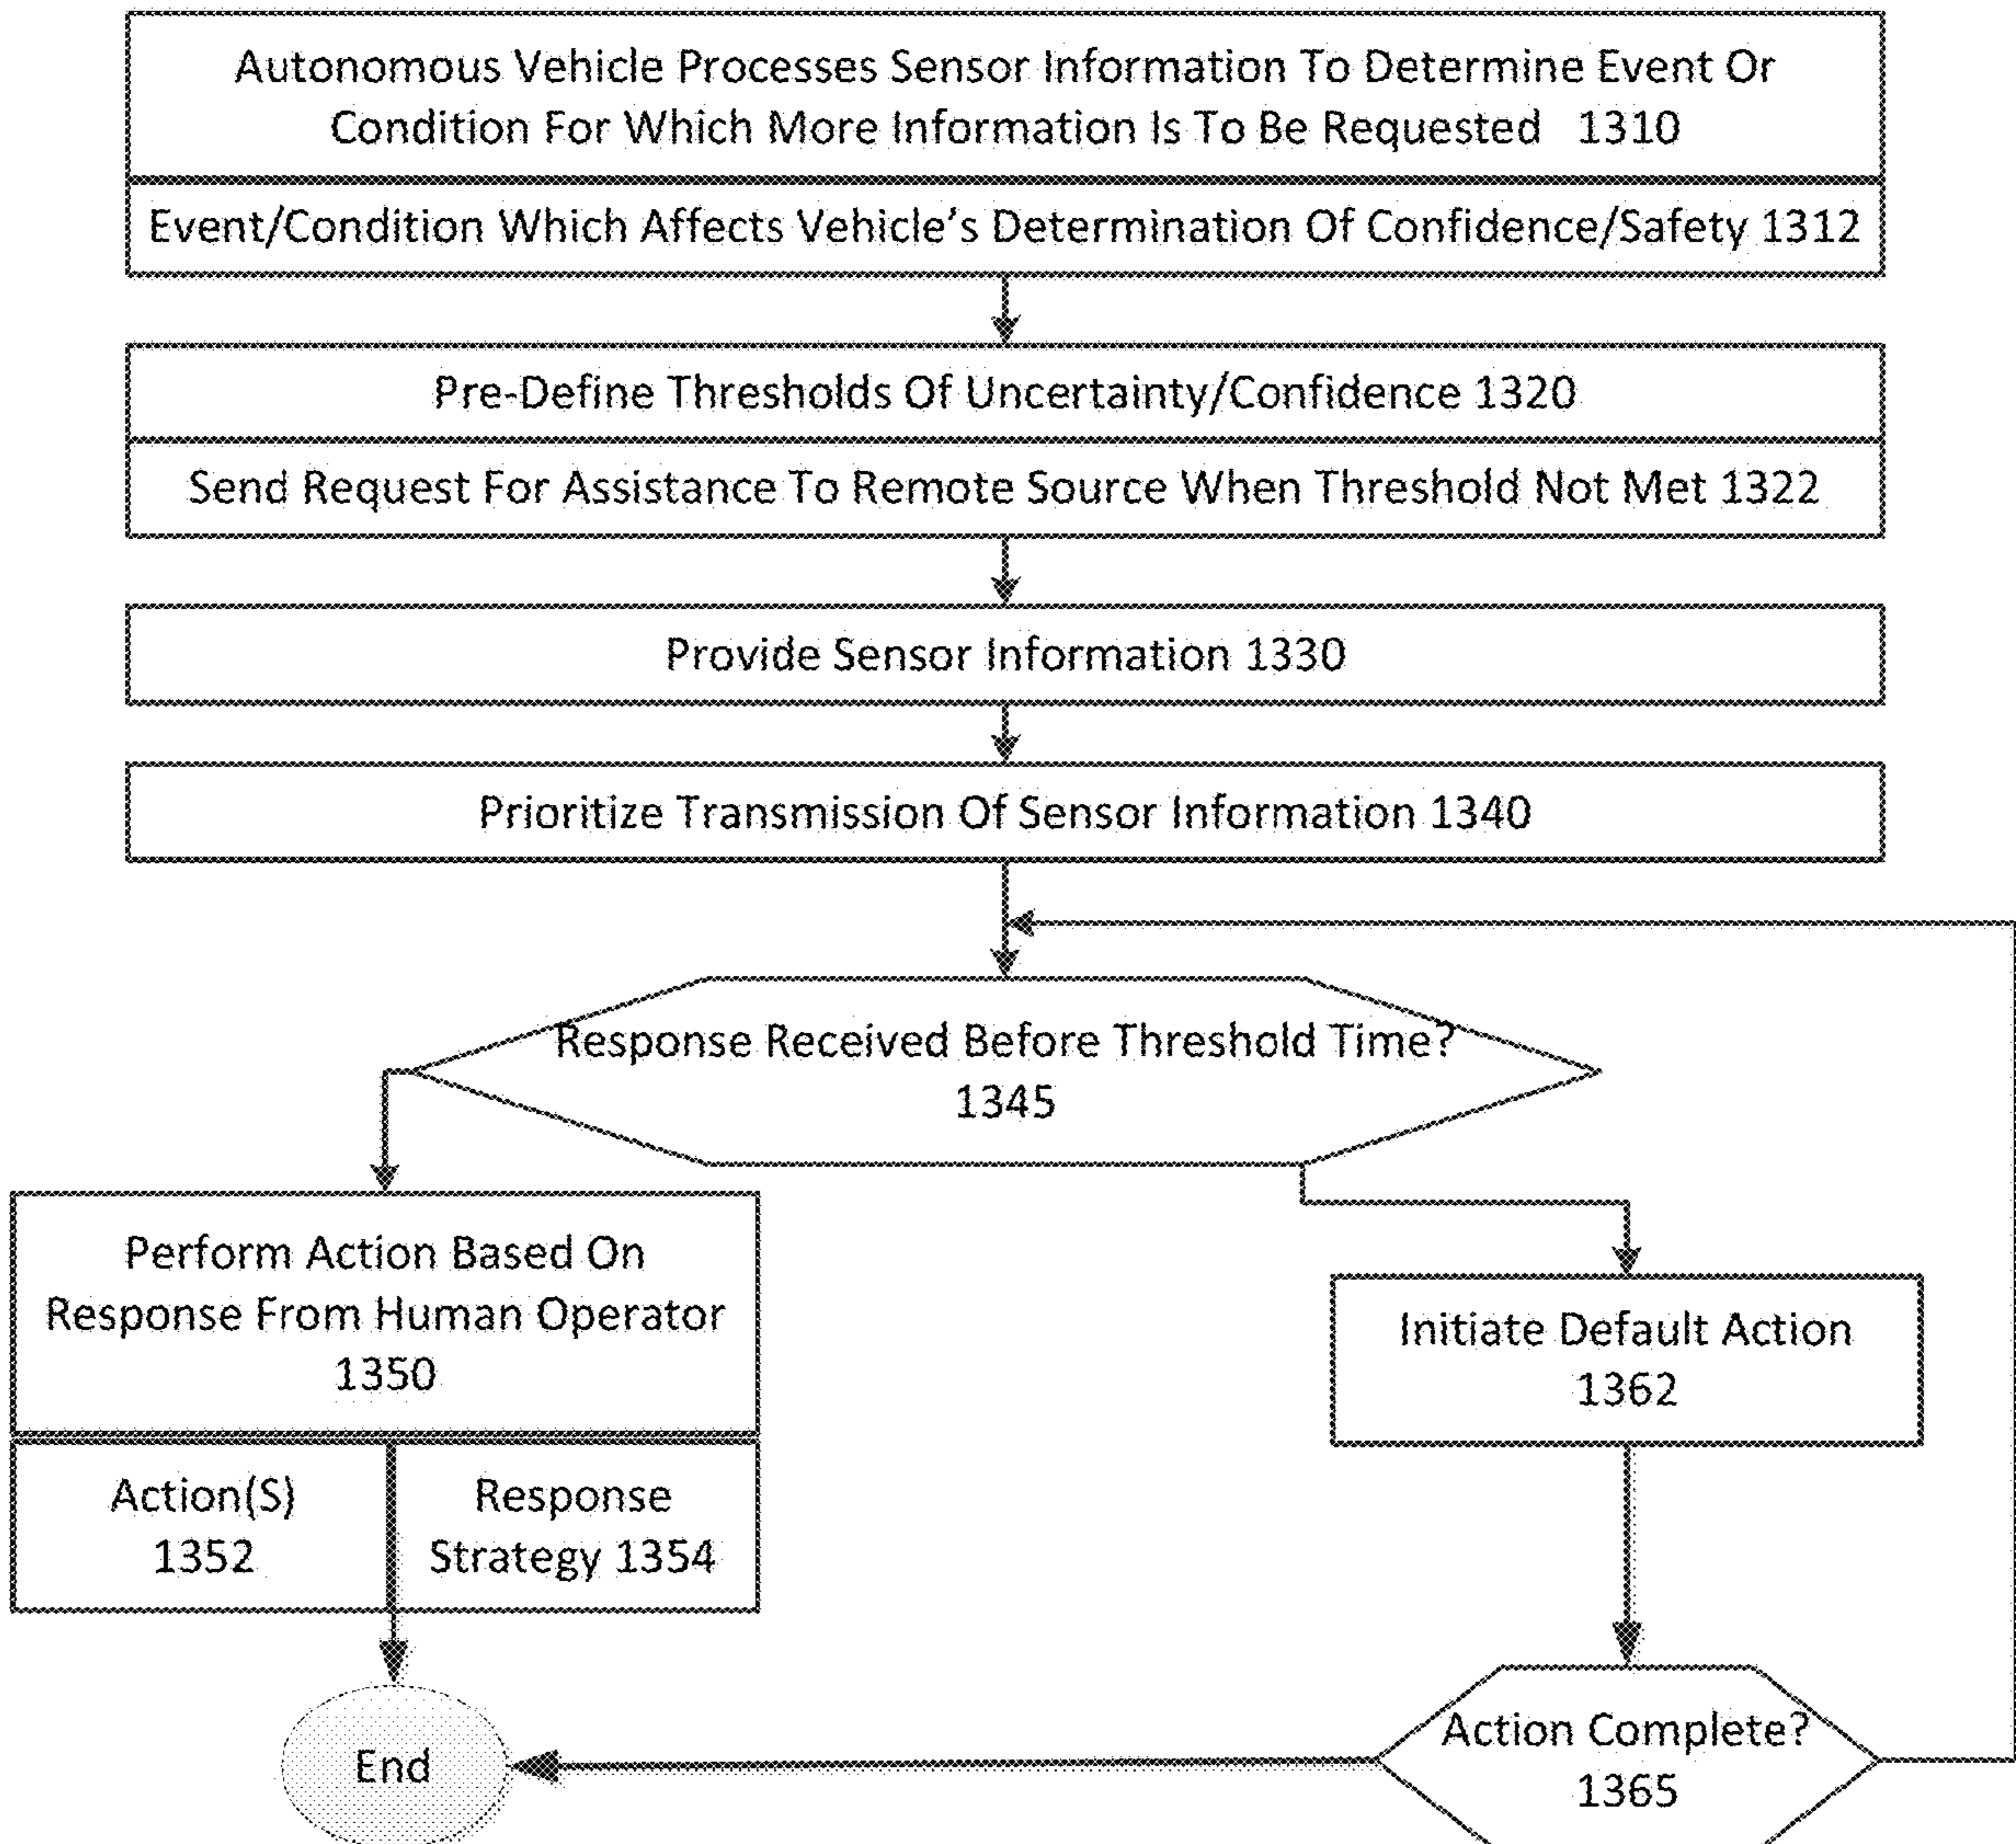 Autonomous Vehicle Processes Sensor Information To Determine Event Or
Condition For Which More Information Is To Be Requested 1310
Event/Condition Which Affects Vehicle's Determination Of Confidence/Safety 1312
Pre-Define Thresholds Of Uncertainty/Confidence 1320
Send Request For Assistance To Remote Source When Threshold Not Met 1322
Provide Sensor Information 1330
Prioritize Transmission Of Sensor Information 1340
Response Received Before Threshold Time?
1345
Perform Action Based On
Response From Human Operator
1350
Action(S)
1352
Response
Strategy 1354
Initiate Default Action
1362
Action Complete?
1365
End